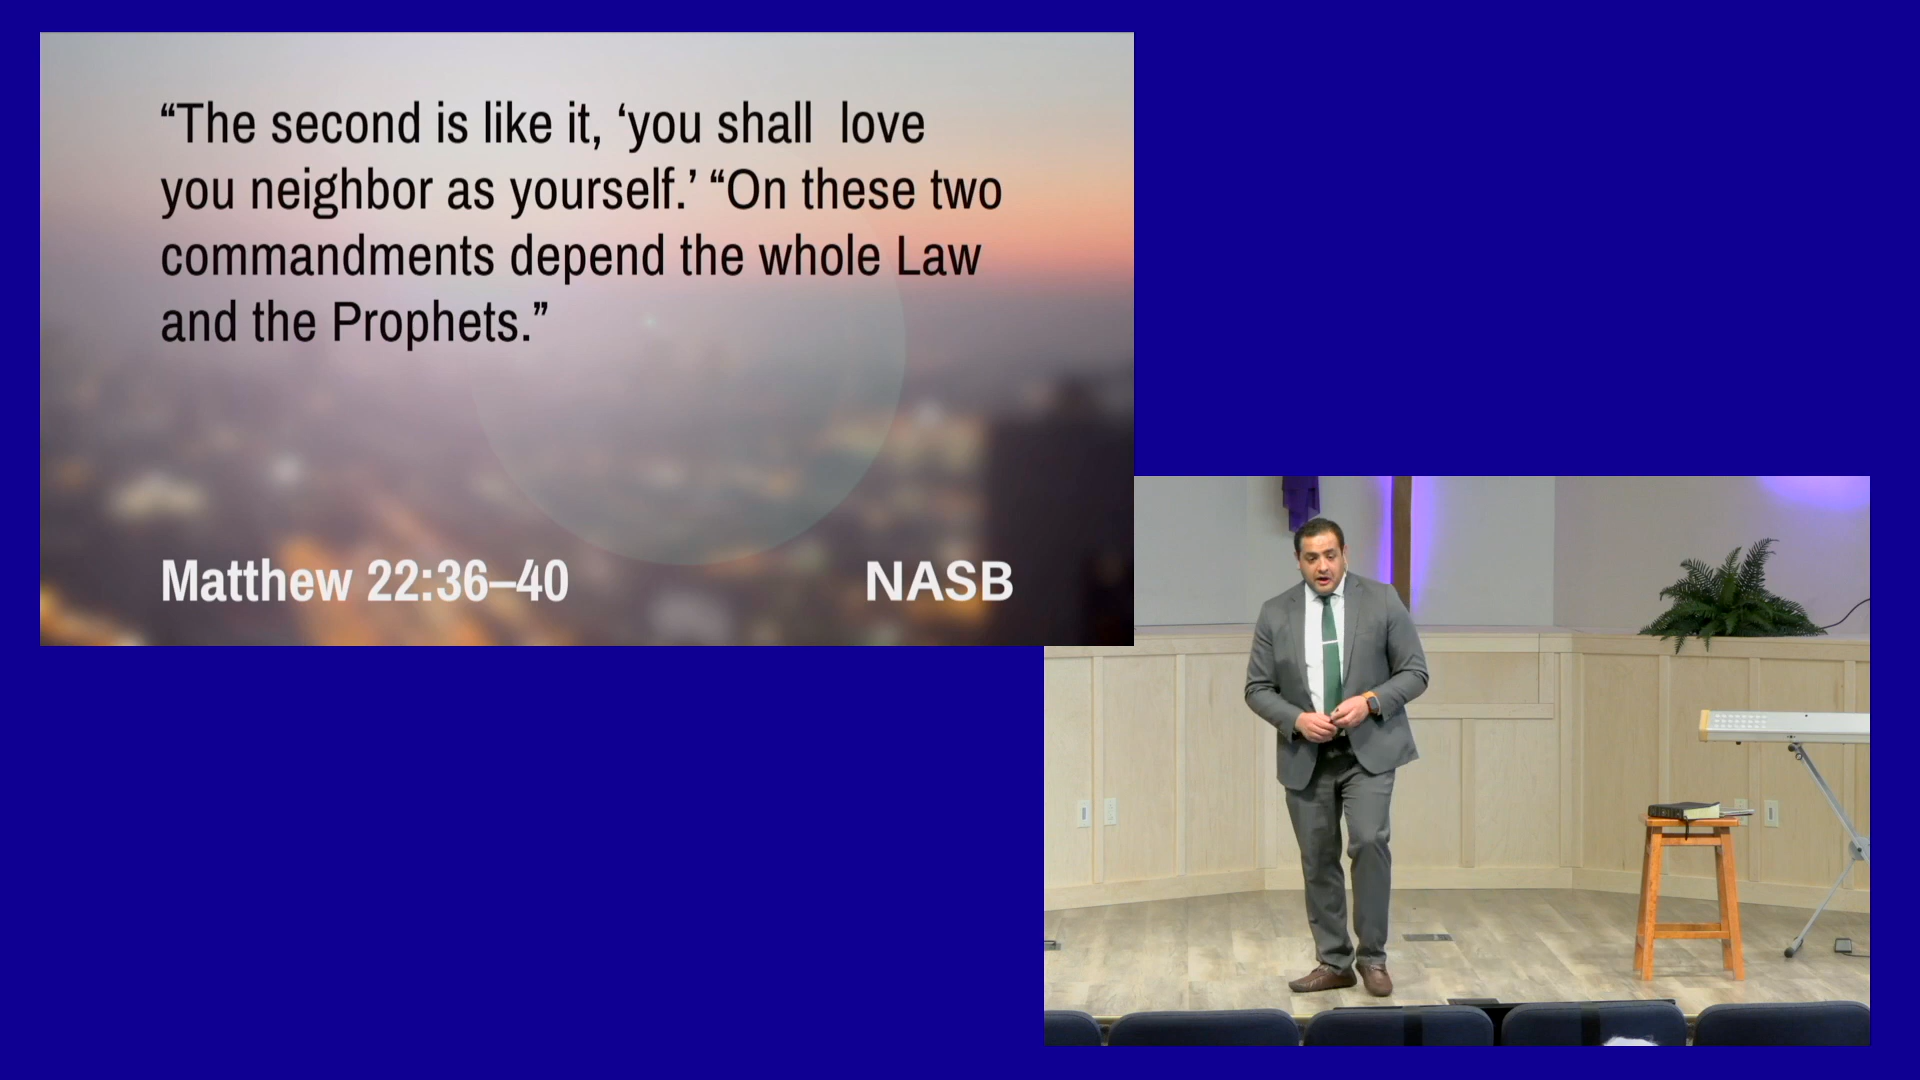 “The second is like it, ‘you shall  love
you neighbor as yourself.’ “On these two
commandments depend the whole Law
and the Prophets.”
Matthew 22:36–40
NASB